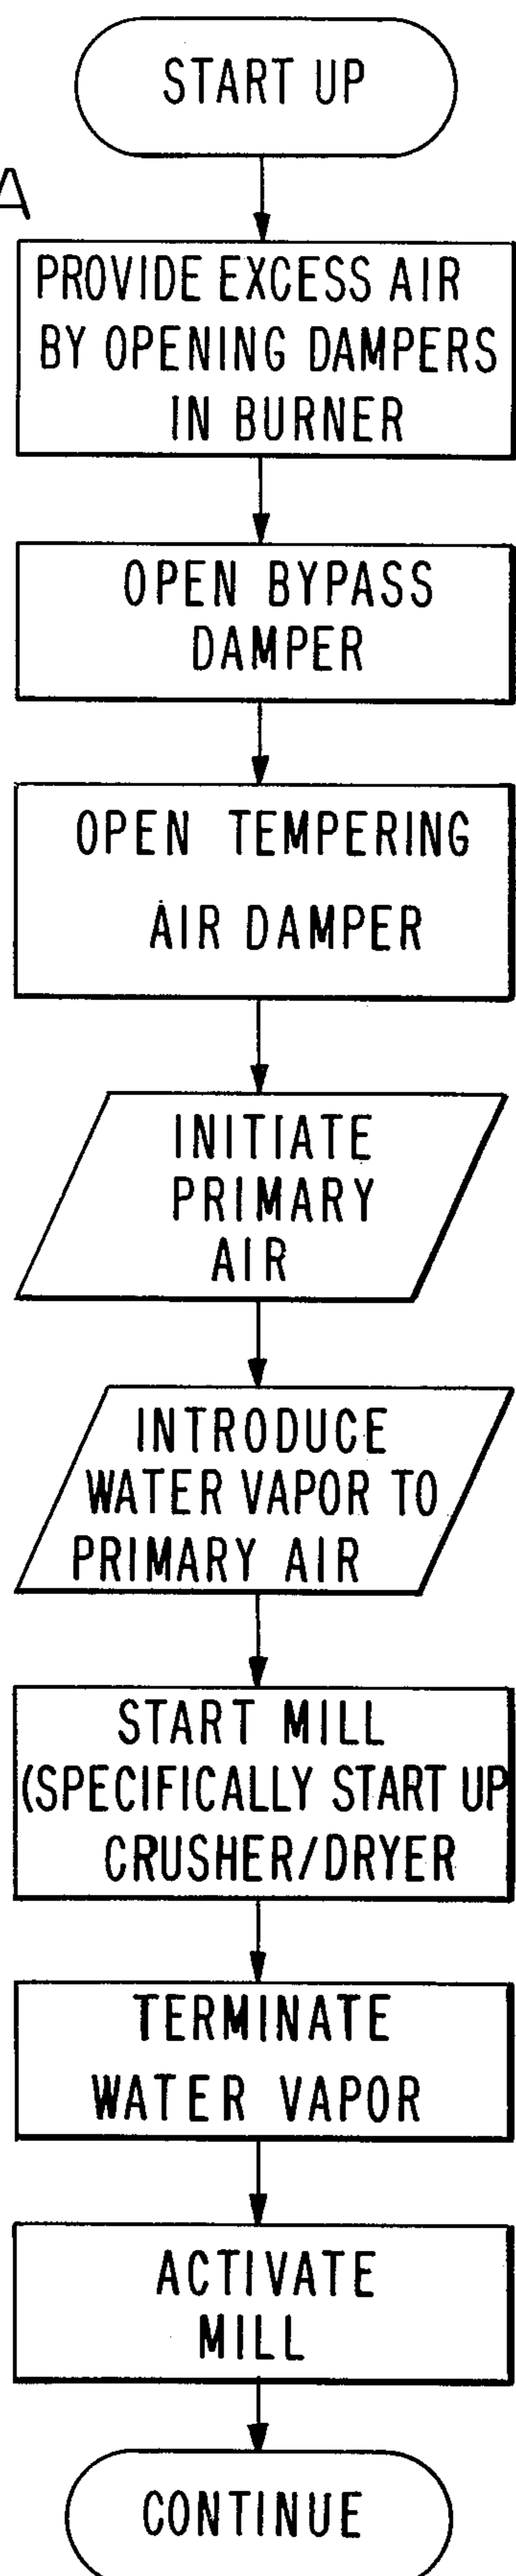 START UP
A
PROVIDE EXCESS AIR
BY OPENING DAMPERS
IN BURNER
OPEN BYPASS
DAMPER
OPEN TEMPERING
AIR DAMPER
INITIATE
PRIMARY
AIR
INTRODUCE
WATER VAPOR TO
PRIMARY AIR
START MILL
(SPECIFICALLY START UP
CRUSHER/DRYER
TERMINATE
WATER VAPOR
ACTIVATE
MILL
CONTINUE